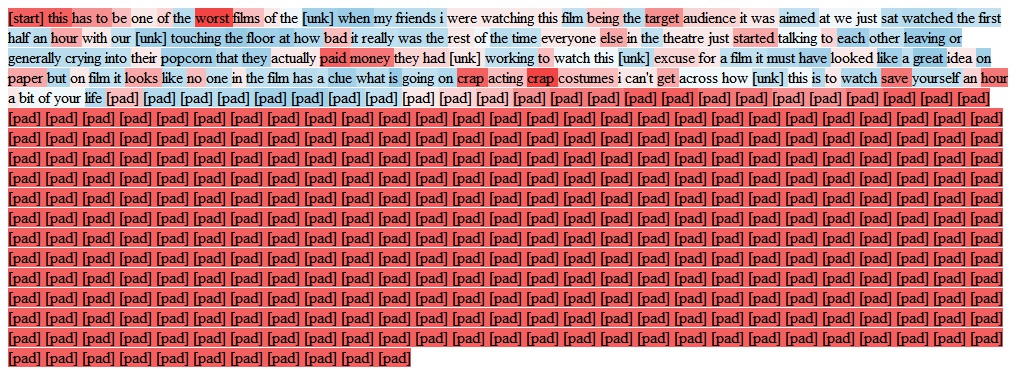 [start] this has to be one of the worst films of the [unk] when my friends i were watching this film being the target audience it was aimed at we just sat watched the first
half an hour with our [unk] touching the floor at how bad it really was the rest of the time everyone else in the theatre just started talking to each other leaving or
generally crying into their popcorn that they actually paid money they had [unk] working to watch this [unk] excuse for a film it must have looked like a great idea on
paper but on film it looks like no one in the film has a clue what is going on crap acting crap costumes i can't get across how [unk] this is to watch save yourself an hour
a bit of your life [pad] [pad] [pad] [pad] [pad] [pad] [pad] [pad] [pad] [pad] [pad] [pad] [pad] [pad] [pad] [pad] [pad] [pad] [pad] [pad] [pad] [pad] [pad] [pad]
[pad] [pad] [pad] [pad] [pad] [pad] [pad] [pad] [pad] [pad] [pad] [pad] [pad] [pad] [pad] [pad] [pad] [pad] [pad] [pad] [pad] [pad] [pad] [pad] [pad] [pad] [pad]
[pad] [pad] [pad] [pad] [pad] [pad] [pad] [pad] [pad] [pad] [pad] [pad] [pad] [pad] [pad] [pad] [pad] [pad] [pad] [pad] [pad] [pad] [pad] [pad] [pad] [pad] [pad]
[pad] [pad] [pad] [pad] [pad] [pad] [pad] [pad] [pad] [pad] [pad] [pad] [pad] [pad] [pad] [pad] [pad] [pad] [pad] [pad] [pad] [pad] [pad] [pad] [pad] [pad] [pad]
[pad] [pad] [pad] [pad] [pad] [pad] [pad] [pad] [pad] [pad] [pad] [pad] [pad] [pad] [pad] [pad] [pad] [pad] [pad] [pad] [pad] [pad] [pad] [pad] [pad] [pad] [pad]
[pad] [pad] [pad] [pad] [pad] [pad] [pad] [pad] [pad] [pad] [pad] [pad] [pad] [pad] [pad] [pad] [pad] [pad] [pad] [pad] [pad] [pad] [pad] [pad] [pad] [pad] [pad]
[pad] [pad] [pad] [pad] [pad] [pad] [pad] [pad] [pad] [pad] [pad] [pad] [pad] [pad] [pad] [pad] [pad] [pad] [pad] [pad] [pad] [pad] [pad] [pad] [pad] [pad] [pad]
[pad] [pad] [pad] [pad] [pad] [pad] [pad] [pad] [pad] [pad] [pad] [pad] [pad] [pad] [pad] [pad] [pad] [pad] [pad] [pad] [pad] [pad] [pad] [pad] [pad] [pad] [pad]
[pad] [pad] [pad] [pad] [pad] [pad] [pad] [pad] [pad] [pad] [pad] [pad] [pad] [pad] [pad] [pad] [pad] [pad] [pad] [pad] [pad] [pad] [pad] [pad] [pad] [pad] [pad]
[pad] [pad] [pad] [pad] [pad] [pad] [pad] [pad] [pad] [pad] [pad] [pad] [pad] [pad] [pad] [pad] [pad] [pad] [pad] [pad] [pad] [pad] [pad] [pad] [pad] [pad] [pad]
[pad] [pad] [pad] [pad] [pad] [pad] [pad] [pad] [pad] [pad] [pad] [pad] [pad] [pad] [pad] [pad] [pad] [pad] [pad] [pad] [pad] [pad] [pad] [pad] [pad] [pad] [pad]
[pad] [pad] [pad] [pad] [pad] [pad] [pad] [pad] [pad] [pad] [pad] [pad] [pad] [pad] [pad] [pad] [pad] [pad] [pad] [pad] [pad] [pad] [pad] [pad] [pad] [pad] [pad]
[pad] [pad] [pad] [pad] [pad] [pad] [pad] [pad] [pad] [pad] [pad] [pad] [pad] [pad] [pad] [pad] [pad] [pad] [pad] [pad] [pad] [pad] [pad] [pad] [pad] [pad] [pad]
[pad] [pad] [pad] [pad] [pad] [pad] [pad] [pad] [pad] [pad] [pad]